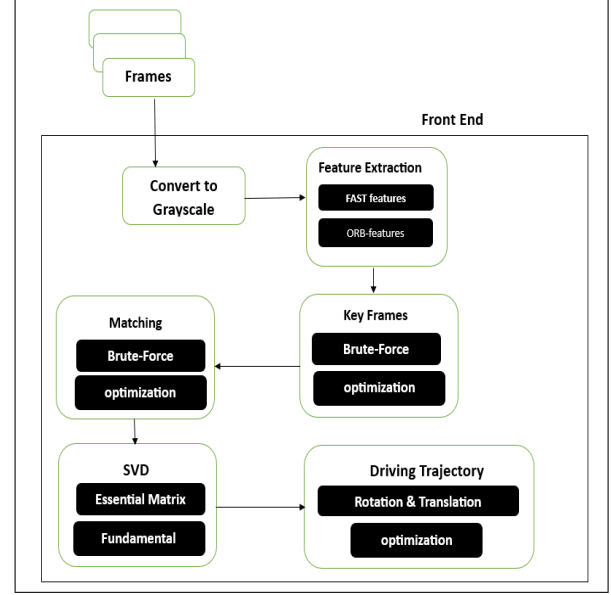 Frames
Front End
Convert to
Grayscale
Feature Extraction
FAST features
ORB-features
Key Frames
Brute-Force
optimization
Matching
Brute-Force
optimization
SVD
Essential Matrix
Fundamental
Driving Trajectory
Rotation & Translation
optimization